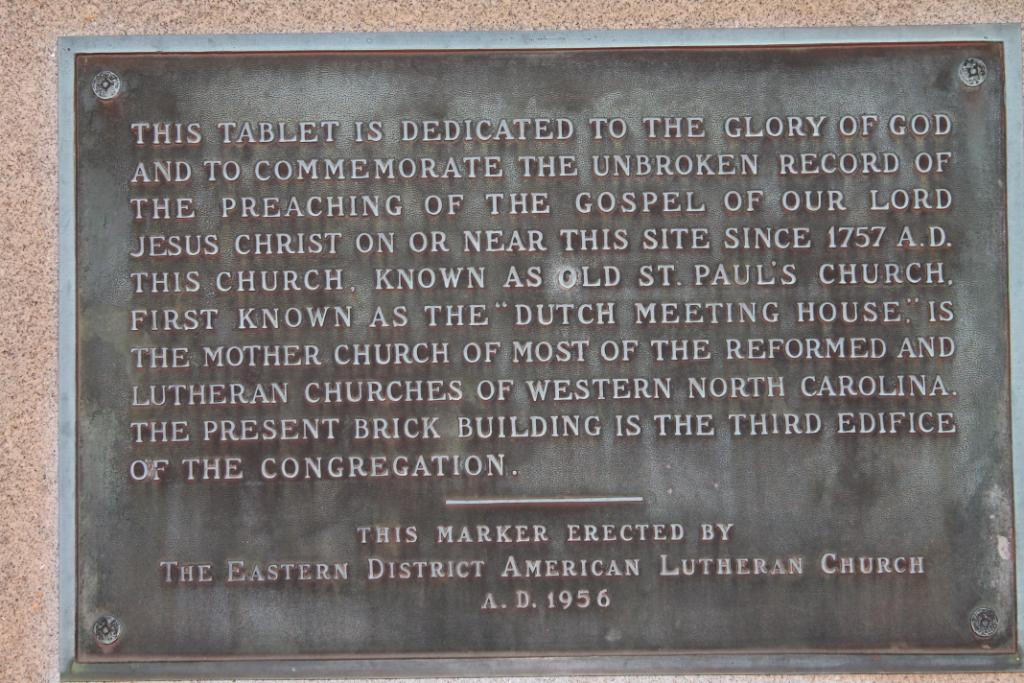 THIS TABLET IS DEDICATED TO THE GLORY OF GOD
AND TO COMMEMORATE THE UNBROKEN RECORD OF
THE PREACHING OF THE GOSPEL OF OUR LORD
JESUS CHRIST ON OR NEAR THIS SITE SINCE 1757 A.D.
THIS CHURCH, KNOWN AS OLD ST. PAUL'S CHURCH,
FIRST KNOWN AS THE "DUTCH MEETING HOUSE," IS
THE MOTHER CHURCH OF MOST OF THE REFORMED AND
LUTHERAN CHURCHES OF WESTERN NORTH CAROLINA.
THE PRESENT BRICK BUILDING IS THE THIRD EDIFICE
OF THE CONGREGATION.
THIS MARKER ERECTED BY
THE EASTERN DISTRICT AMERICAN LUTHERAN CHURCH
A.D. 1956